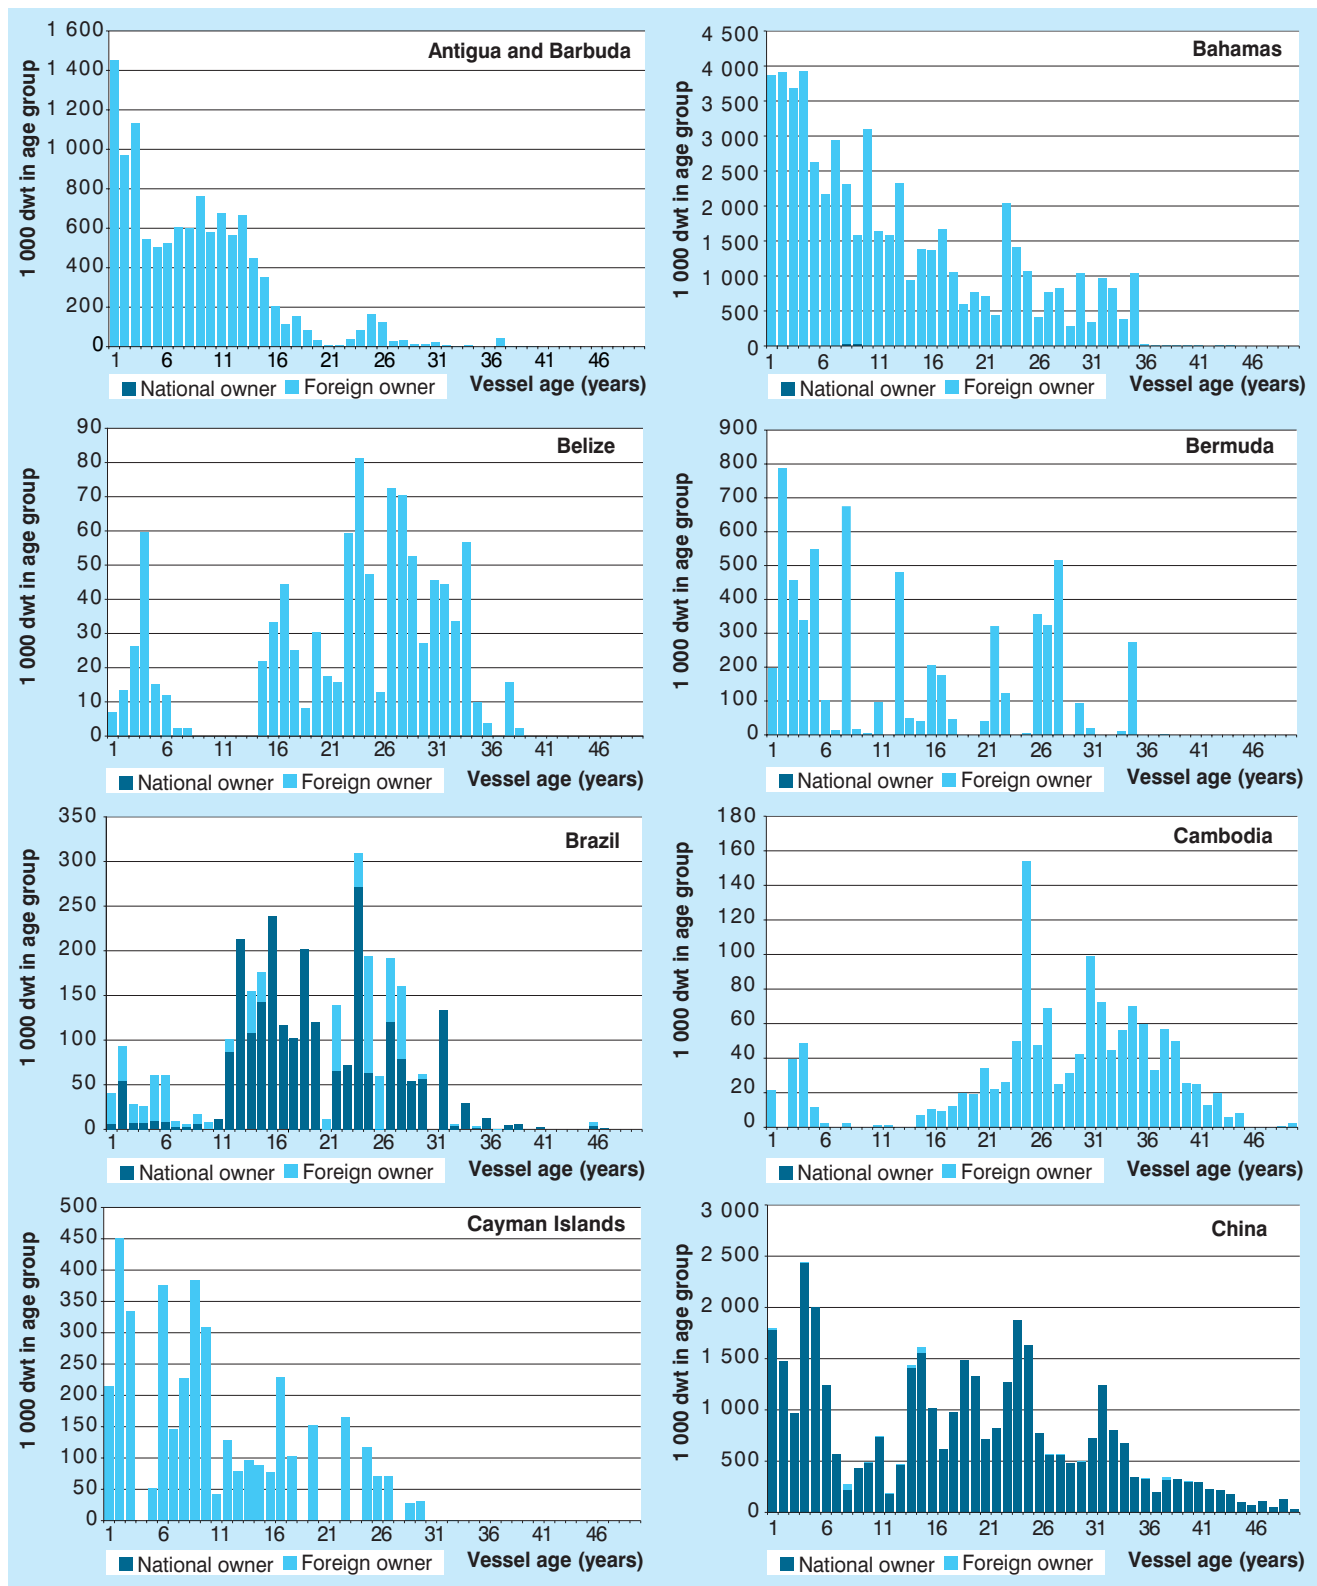 Antigua and Barbuda
1 000 dwt in age group
1 600
1 400
1 200
1 000
800
600
400
200
0
1 6 11 16 21 26 31 36 41 46
National owner Foreign owner Vessel age (years)
Bahamas
1 000 dwt in age group
4 500
4 000
3 500
3 000
2 500
2 000
1 500
1 000
500
0
1 6 11 16 21 26 31 36 41 46
National owner Foreign owner Vessel age (years)
Belize
1 000 dwt in age group
90
80
70
60
50
40
30
20
10
0
1 6 11 16 21 26 31 36 41 46
National owner Foreign owner Vessel age (years)
Bermuda
1 000 dwt in age group
900
800
700
600
500
400
300
200
100
0
1 6 11 16 21 26 31 36 41 46
National owner Foreign owner Vessel age (years)
Brazil
1 000 dwt in age group
350
300
250
200
150
100
50
0
1 6 11 16 21 26 31 36 41 46
National owner Foreign owner Vessel age (years)
Cambodia
1 000 dwt in age group
180
160
140
120
100
80
60
40
20
0
1 6 11 16 21 26 31 36 41 46
National owner Foreign owner Vessel age (years)
Cayman Islands
1 000 dwt in age group
500
450
400
350
300
250
200
150
100
50
0
1 6 11 16 21 26 31 36 41 46
National owner Foreign owner Vessel age (years)
China
1 000 dwt in age group
3 000
2 500
2 000
1 500
1 000
500
0
1 6 11 16 21 26 31 36 41 46
National owner Foreign owner Vessel age (years)